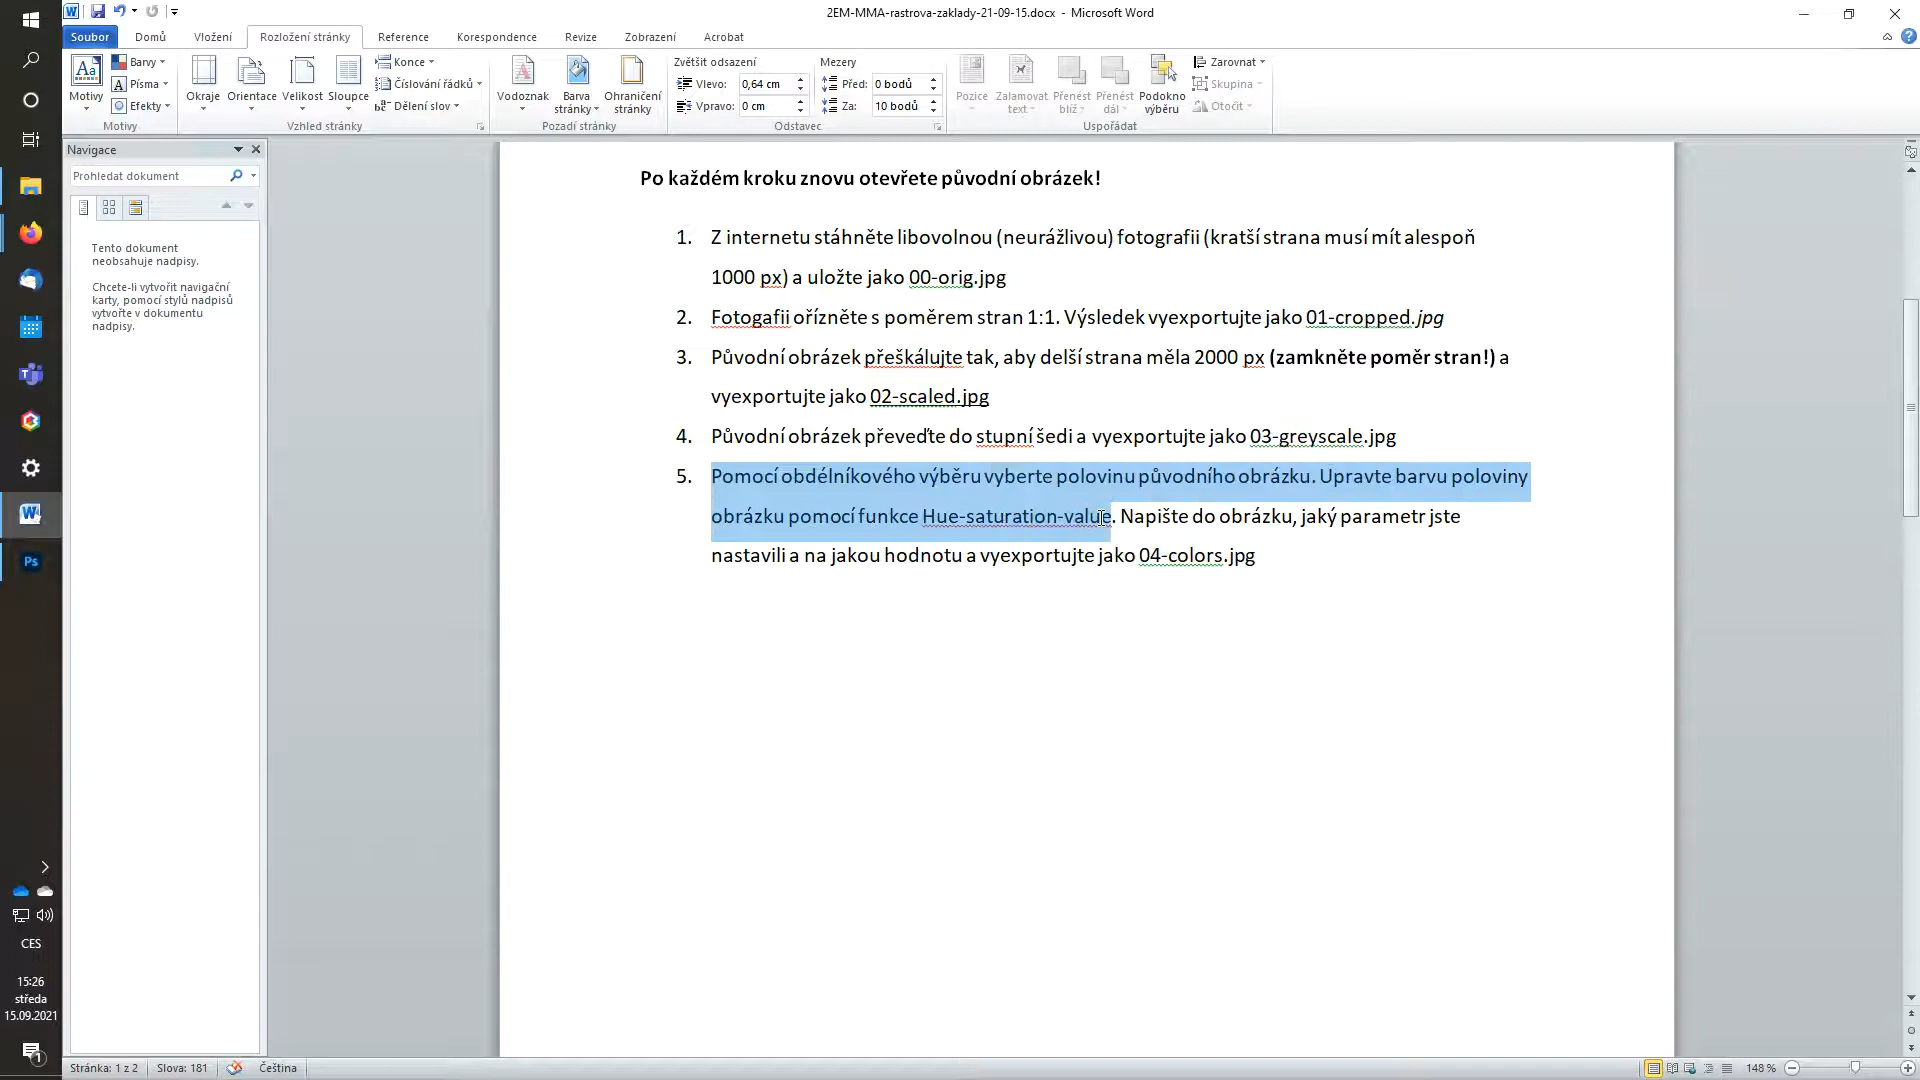 2EM-MMA-rastrova-zaklady-21-09-15.docx - Microsoft Word
Soubor Domů Vložení Rozložení stránky Reference Korespondence Revize Zobrazení Acrobat
Motivy
Barvy
Písma
Efekty
Motivy
Okraje
Orientace
Velikost
Sloupce
Konce
Číslování řádků
Dělení slov
Vzhled stránky
Vodoznak
Barva stránky
Ohraničení stránky
Pozadí stránky
Zvětšit odsazení
Vlevo: 0,64 cm
Vpravo: 0 cm
Mezery
Před: 0 bodů
Za: 10 bodů
Odstavec
Pozice
Zalamovat text
Přenést blíž
Přenést dál
Podokno výběru
Zarovnat
Skupina
Otočit
Uspořádat
Navigace
Prohledat dokument
Tento dokument
neobsahuje nadpisy.
Chcete-li vytvořit navigační
karty, pomocí stylů nadpisů
vytvořte v dokumentu
nadpisy.
Po každém kroku znovu otevřete původní obrázek!
1. Z internetu stáhněte libovolnou (neurážlivou) fotografii (kratší strana musí mít alespoň
1000 px) a uložte jako 00-orig.jpg
2. Fotogafii ořízněte s poměrem stran 1:1. Výsledek vyexportujte jako 01-cropped.jpg
3. Původní obrázek přeškálujte tak, aby delší strana měla 2000 px (zamkněte poměr stran!) a
vyexportujte jako 02-scaled.jpg
4. Původní obrázek převeďte do stupní šedi a vyexportujte jako 03-greyscale.jpg
5. Pomocí obdélníkového výběru vyberte polovinu původního obrázku. Upravte barvu poloviny
obrázku pomocí funkce Hue-saturation-value. Napište do obrázku, jaký parametr jste
nastavili a na jakou hodnotu a vyexportujte jako 04-colors.jpg
CES
15:26
středa
15.09.2021
1
Ps
Stránka: 1 z 2 Slova: 181 Čeština 148 %